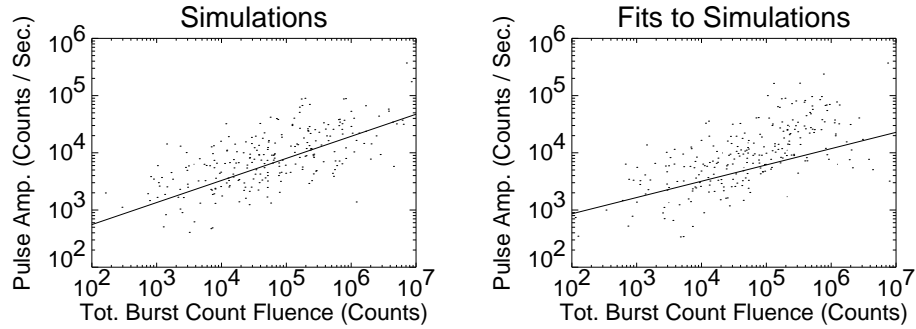 Simulations
Pulse Amp. (Counts / Sec.)
10^6
10^5
10^4
10^3
10^2
10^2 10^3 10^4 10^5 10^6 10^7
Tot. Burst Count Fluence (Counts)
Fits to Simulations
Pulse Amp. (Counts / Sec.)
10^6
10^5
10^4
10^3
10^2
10^2 10^3 10^4 10^5 10^6 10^7
Tot. Burst Count Fluence (Counts)